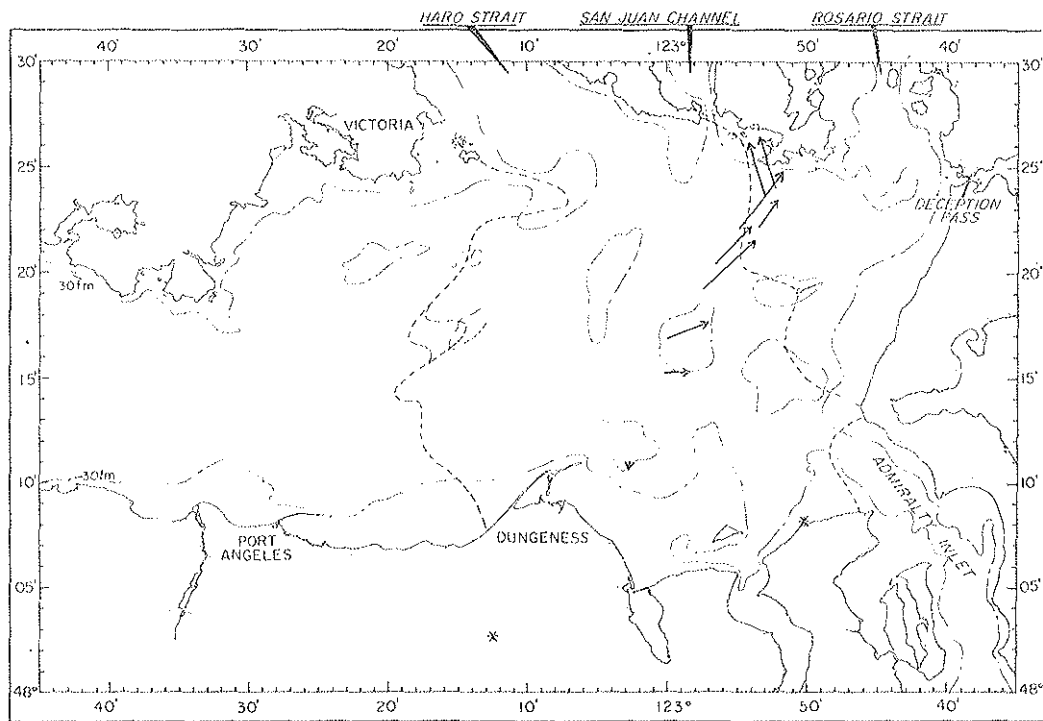 HARO STRAIT SAN JUAN CHANNEL ROSARIO STRAIT
40' 30' 20' 10' 123° 50' 40'
30' 30'
VICTORIA
25' 25'
DECEPTION
PASS
20' 20'
30fm
15' 15'
30fm
10' 10'
ADMIRALTY INLET
PORT
ANGELES
DUNGENESS
05' 05'
48° 48°
40' 30' 20' 10' 123° 50' 40'